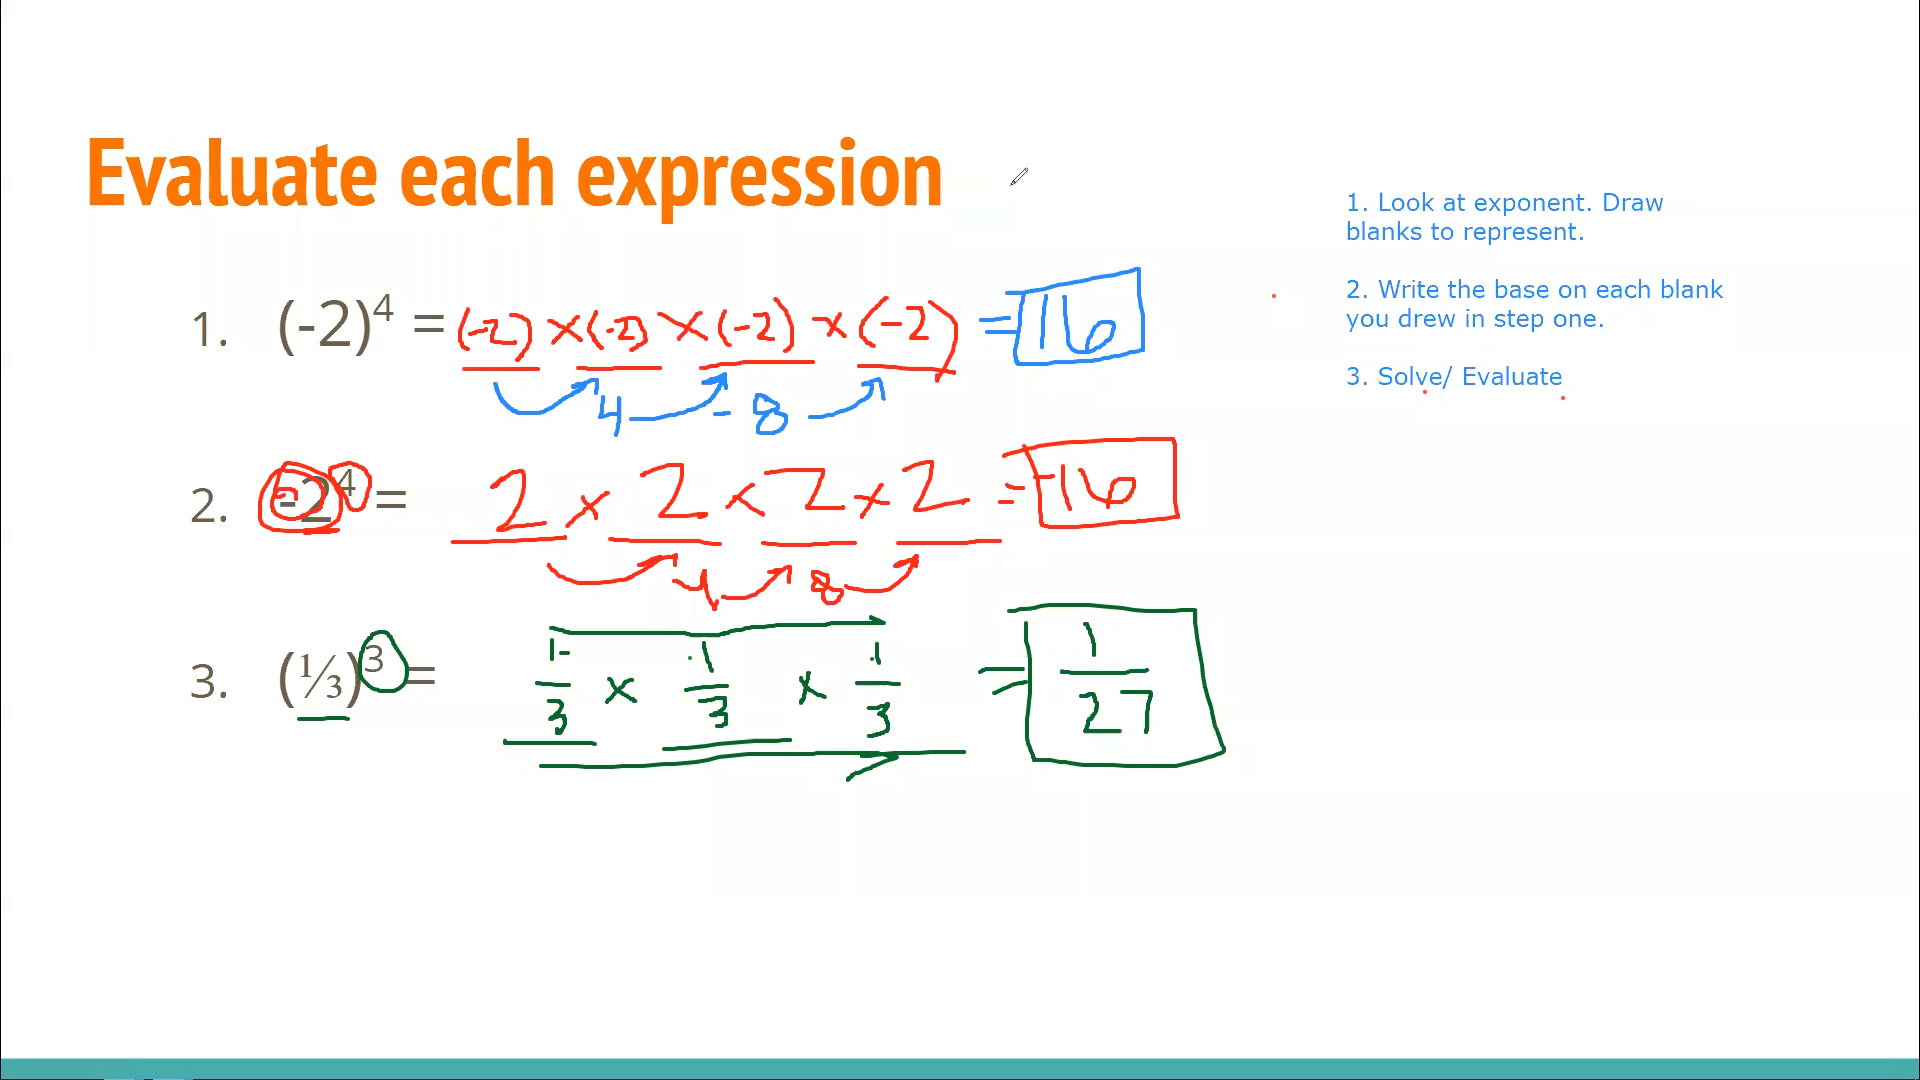 Evaluate each expression
1. Look at exponent. Draw
blanks to represent.
2. Write the base on each blank
you drew in step one.
3. Solve/ Evaluate
1. (-2)⁴ = (-2) × (-2) × (-2) × (-2) = 16
4 -8
2. -2⁴ = 2 × 2 × 2 × 2 = -16
4 8
3. (⅓)³ = 1/3 × 1/3 × 1/3 = 1/27